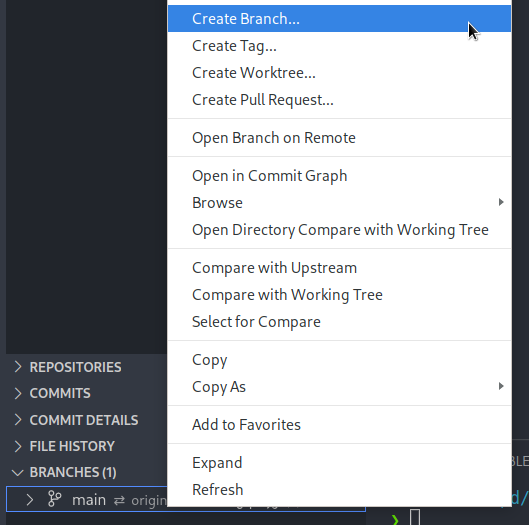 Create Branch...
Create Tag...
Create Worktree...
Create Pull Request...
Open Branch on Remote
Open in Commit Graph
Browse
Open Directory Compare with Working Tree
Compare with Upstream
Compare with Working Tree
Select for Compare
Copy
Copy As
Add to Favorites
Expand
Refresh
REPOSITORIES
COMMITS
COMMIT DETAILS
FILE HISTORY
BRANCHES (1)
main ⇄ origin